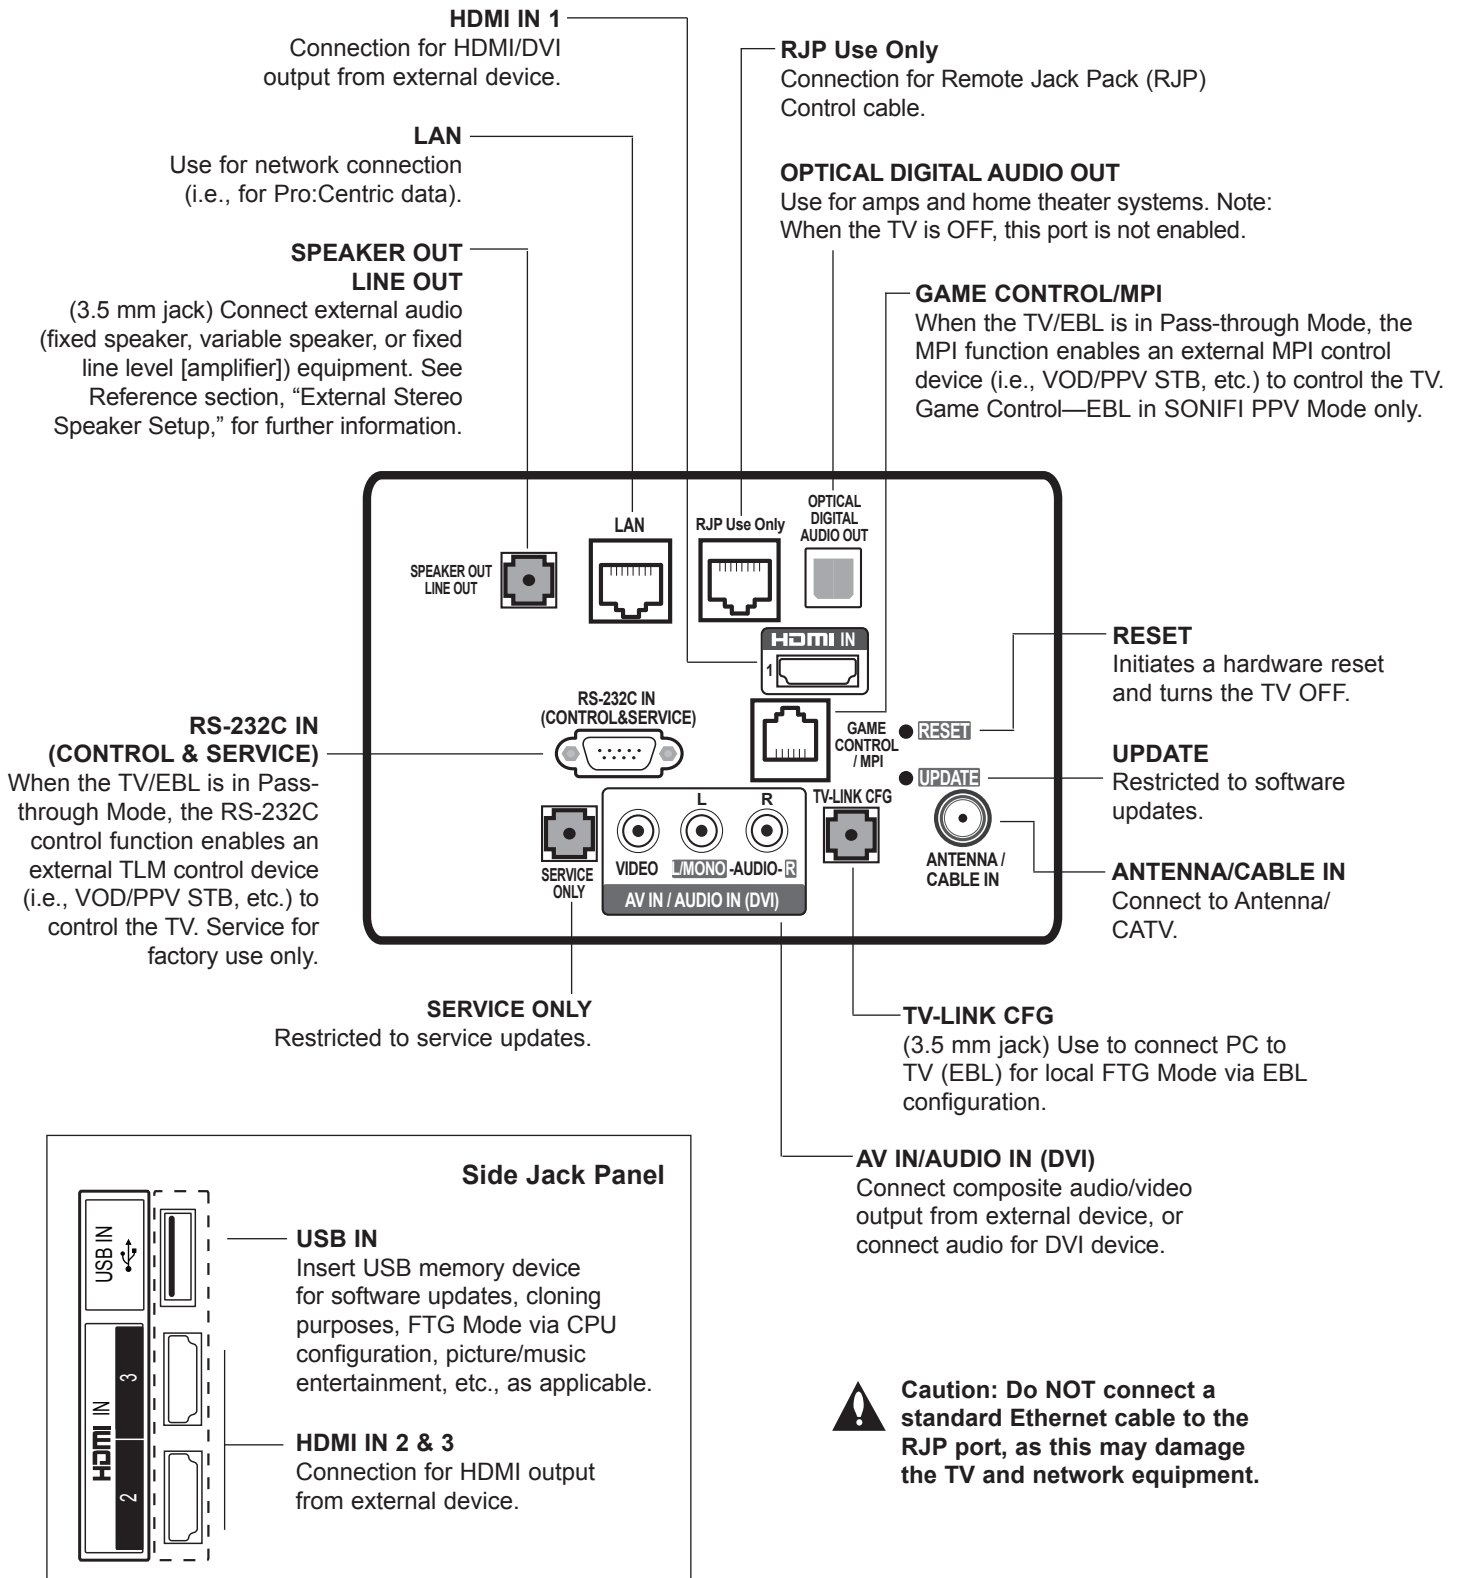 HDMI IN 1
Connection for HDMI/DVI
output from external device.
LAN
Use for network connection
(i.e., for Pro:Centric data).
SPEAKER OUT
LINE OUT
(3.5 mm jack) Connect external audio
(fixed speaker, variable speaker, or fixed
line level [amplifier]) equipment. See
Reference section, “External Stereo
Speaker Setup,” for further information.
RJP Use Only
Connection for Remote Jack Pack (RJP)
Control cable.
OPTICAL DIGITAL AUDIO OUT
Use for amps and home theater systems. Note:
When the TV is OFF, this port is not enabled.
GAME CONTROL/MPI
When the TV/EBL is in Pass-through Mode, the
MPI function enables an external MPI control
device (i.e., VOD/PPV STB, etc.) to control the TV.
Game Control—EBL in SONIFI PPV Mode only.
SPEAKER OUT
LINE OUT
LAN
RJP Use Only
OPTICAL
DIGITAL
AUDIO OUT
HDMI IN
1
RS-232C IN
(CONTROL&SERVICE)
GAME
CONTROL
/ MPI
RESET
UPDATE
SERVICE
ONLY
L R
VIDEO L/MONO -AUDIO- R
AV IN / AUDIO IN (DVI)
TV-LINK CFG
ANTENNA /
CABLE IN
RESET
Initiates a hardware reset
and turns the TV OFF.
UPDATE
Restricted to software
updates.
ANTENNA/CABLE IN
Connect to Antenna/
CATV.
RS-232C IN
(CONTROL & SERVICE)
When the TV/EBL is in Pass-
through Mode, the RS-232C
control function enables an
external TLM control device
(i.e., VOD/PPV STB, etc.) to
control the TV. Service for
factory use only.
SERVICE ONLY
Restricted to service updates.
TV-LINK CFG
(3.5 mm jack) Use to connect PC to
TV (EBL) for local FTG Mode via EBL
configuration.
AV IN/AUDIO IN (DVI)
Connect composite audio/video
output from external device, or
connect audio for DVI device.
Side Jack Panel
USB IN
HDMI IN
3
2
USB IN
Insert USB memory device
for software updates, cloning
purposes, FTG Mode via CPU
configuration, picture/music
entertainment, etc., as applicable.
HDMI IN 2 & 3
Connection for HDMI output
from external device.
Caution: Do NOT connect a
standard Ethernet cable to the
RJP port, as this may damage
the TV and network equipment.